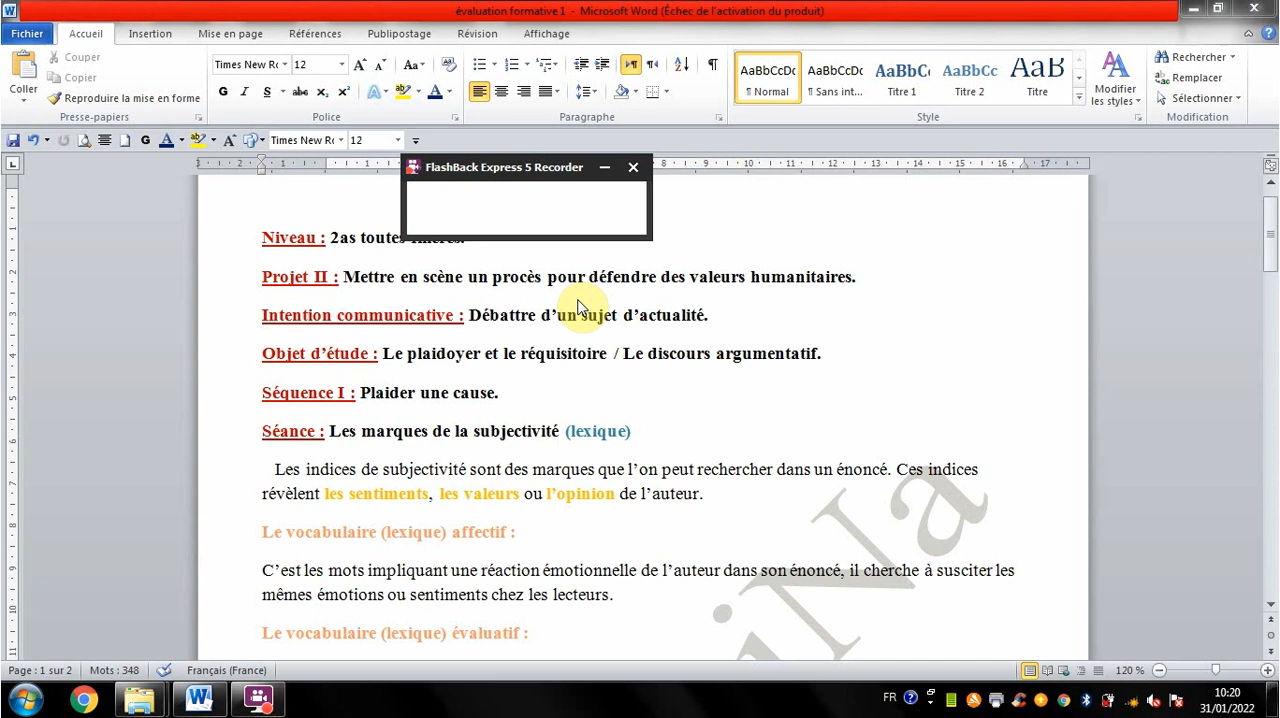 évaluation formative 1 - Microsoft Word (Échec de l'activation du produit)
Fichier Accueil Insertion Mise en page Références Publipostage Révision Affichage
Couper
Copier
Reproduire la mise en forme
Coller
Presse-papiers
Times New Ro 12
Police
Paragraphe
AaBbCcDc AaBbCcDc AaBbCc AaBbCc AaB
¶ Normal ¶ Sans int... Titre 1 Titre 2 Titre
Modifier les styles
Style
Rechercher
Remplacer
Sélectionner
Modification
Times New Ro 12
FlashBack Express 5 Recorder
Niveau : 2as toutes
Projet II : Mettre en scène un procès pour défendre des valeurs humanitaires.
Intention communicative : Débattre d'un sujet d'actualité.
Objet d'étude : Le plaidoyer et le réquisitoire / Le discours argumentatif.
Séquence I : Plaider une cause.
Séance : Les marques de la subjectivité (lexique)
Les indices de subjectivité sont des marques que l'on peut rechercher dans un énoncé. Ces indices
révèlent les sentiments, les valeurs ou l'opinion de l'auteur.
Le vocabulaire (lexique) affectif :
C'est les mots impliquant une réaction émotionnelle de l'auteur dans son énoncé, il cherche à susciter les
mêmes émotions ou sentiments chez les lecteurs.
Le vocabulaire (lexique) évaluatif :
Page : 1 sur 2 Mots : 348 Français (France) 120 %
FR 10:20
31/01/2022